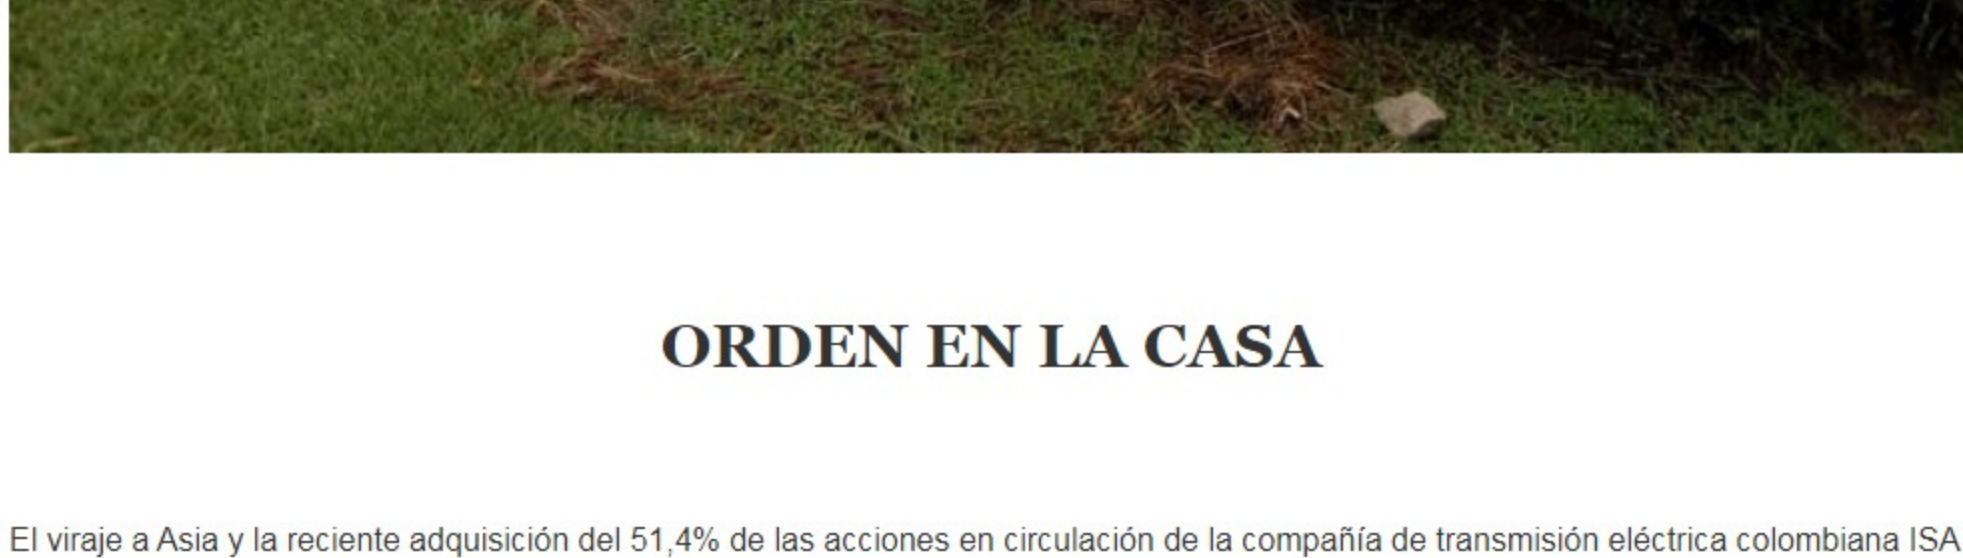 ORDEN EN LA CASA
El viraje a Asia y la reciente adquisición del 51,4% de las acciones en circulación de la compañía de transmisión eléctrica colombiana ISA